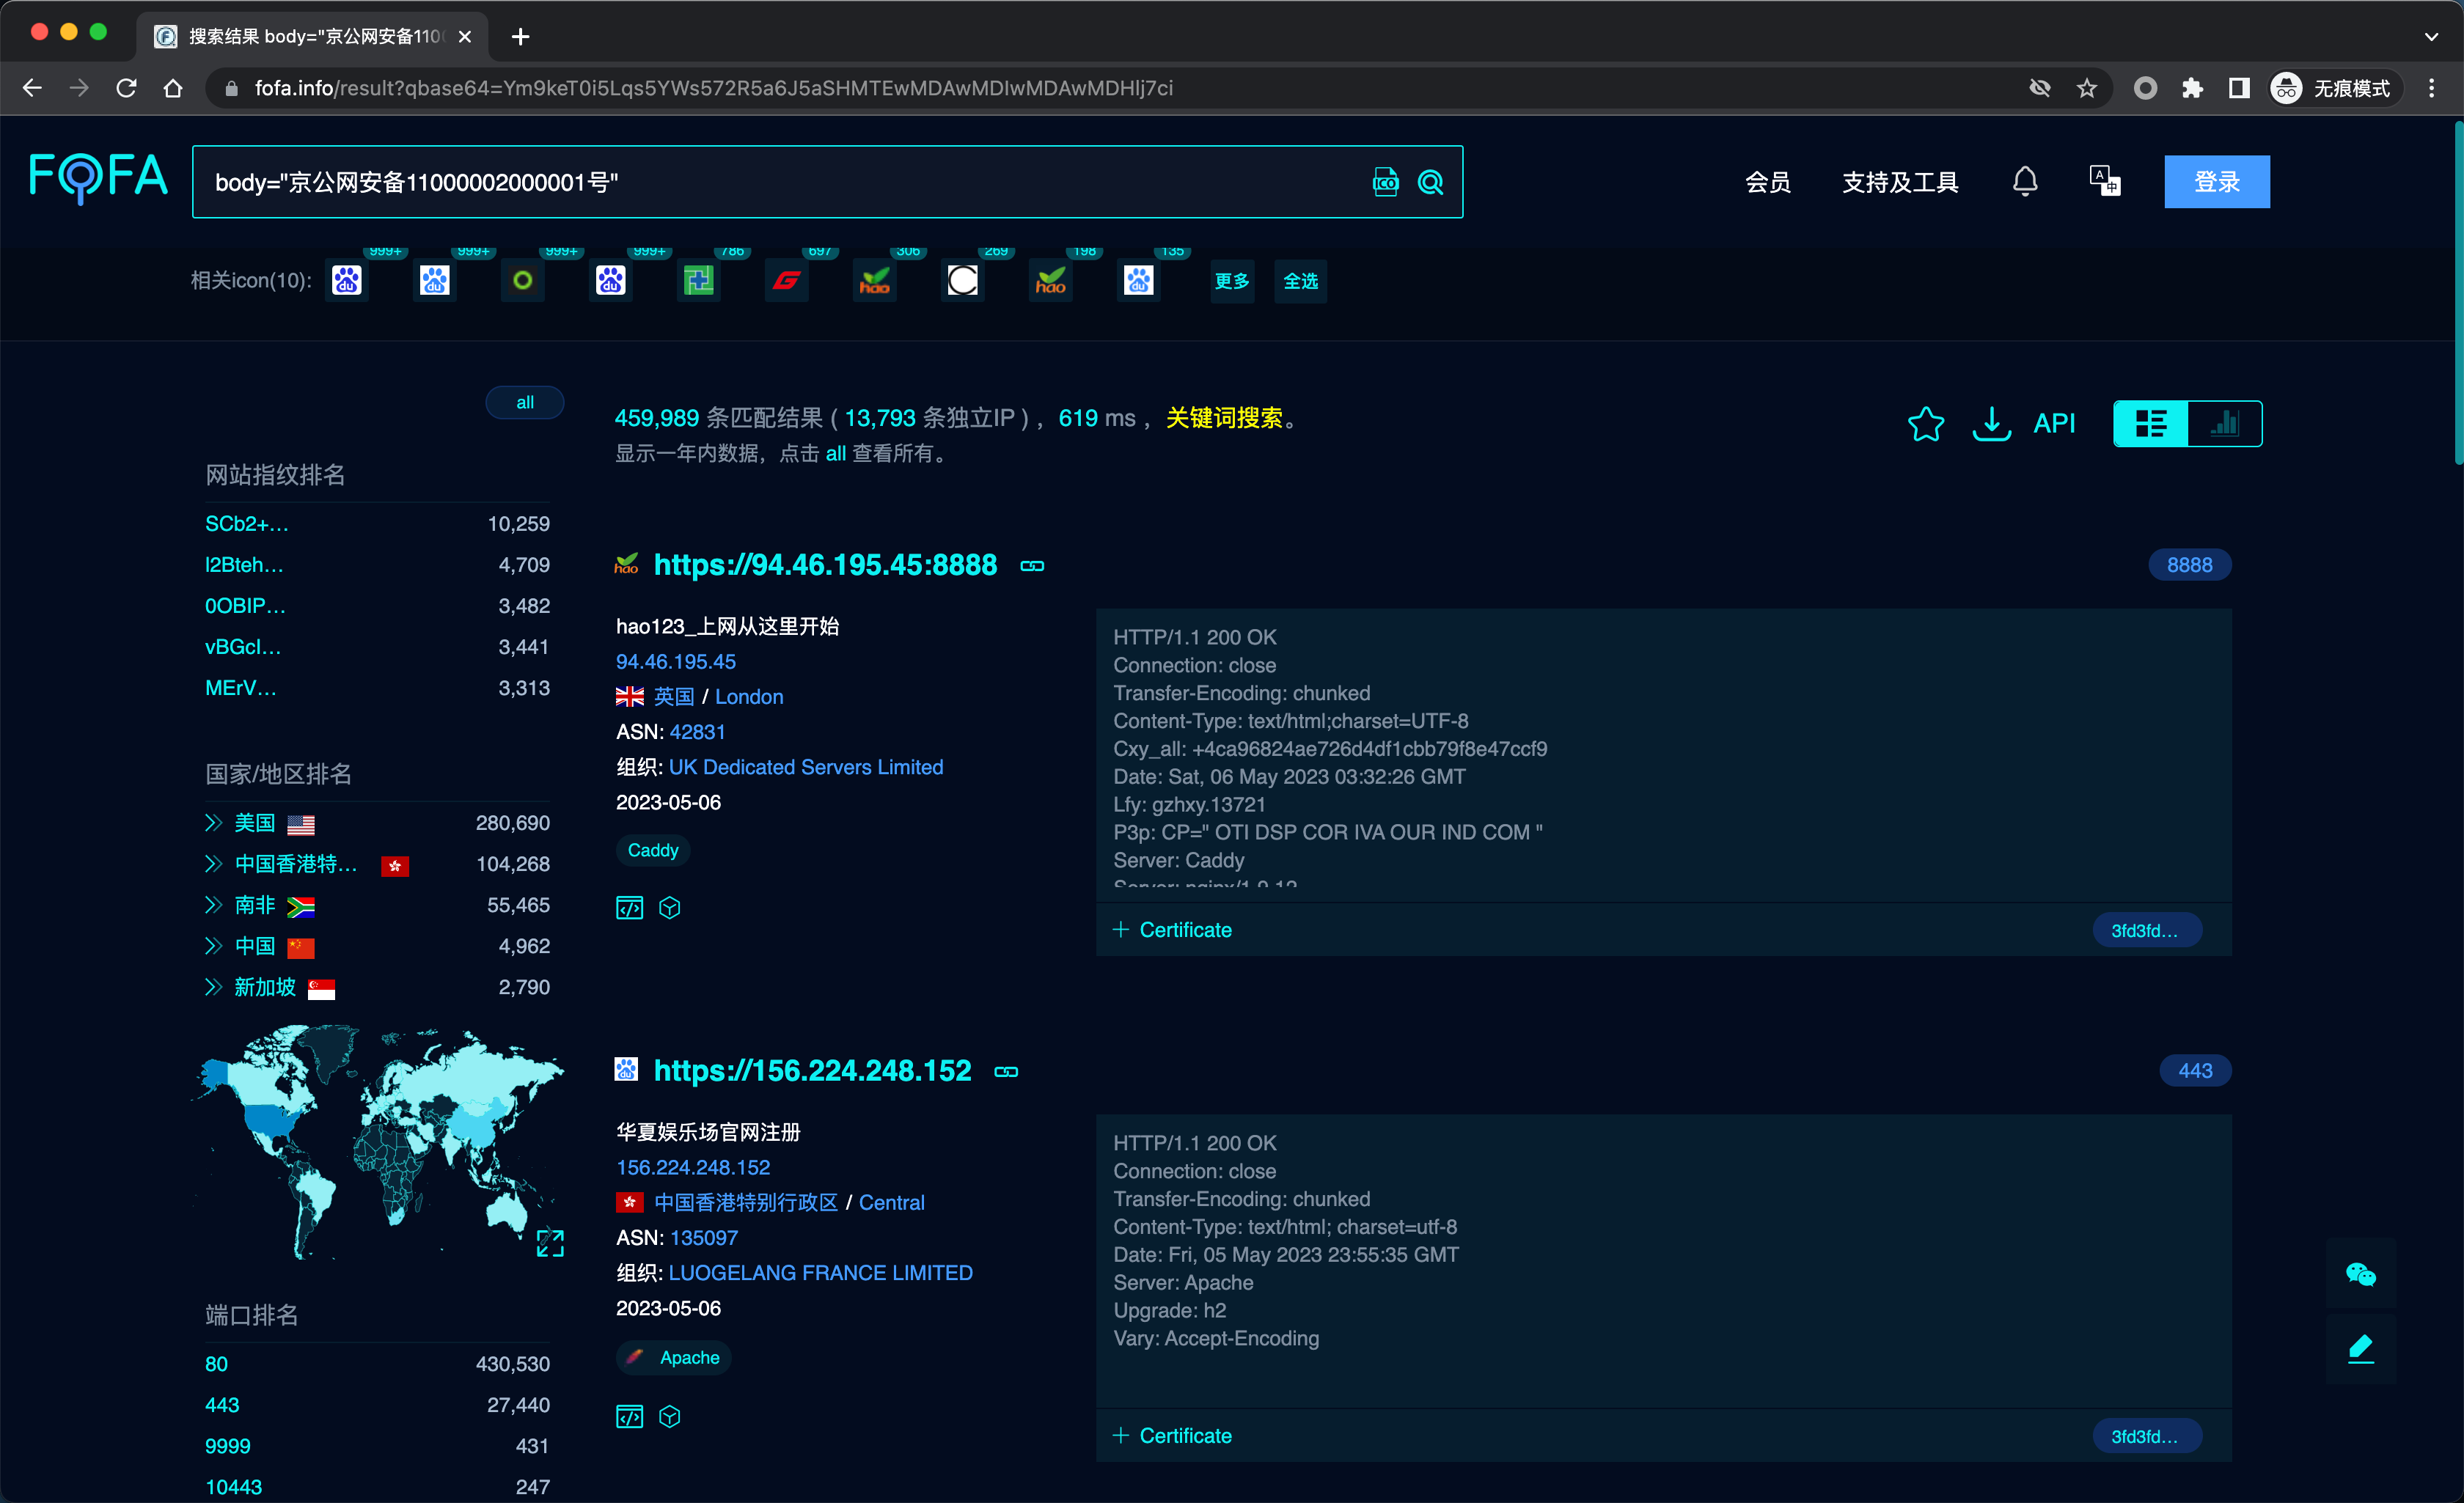 搜索结果 body="京公网安备110
fofa.info/result?qbase64=Ym9keT0i5Lqs5YWs572R5a6J5aSHMTEwMDAwMDIwMDAwMDHlj7ci
无痕模式
FOFA
body="京公网安备11000002000001号"
ICO
会员
支持及工具
A 中
登录
相关icon(10):
999+
999+
999+
999+
786
697
306
269
198
135
更多
全选
all
459,989 条匹配结果 ( 13,793 条独立IP ) ，619 ms ，关键词搜索。
显示一年内数据，点击 all 查看所有。
API
网站指纹排名
SCb2+... 10,259
l2Bteh... 4,709
0OBIP... 3,482
vBGcl... 3,441
MErV... 3,313
国家/地区排名
美国 280,690
中国香港特... 104,268
南非 55,465
中国 4,962
新加坡 2,790
端口排名
80 430,530
443 27,440
9999 431
10443 247
hao
https://94.46.195.45:8888
8888
hao123_上网从这里开始
94.46.195.45
英国 / London
ASN: 42831
组织: UK Dedicated Servers Limited
2023-05-06
Caddy
HTTP/1.1 200 OK
Connection: close
Transfer-Encoding: chunked
Content-Type: text/html;charset=UTF-8
Cxy_all: +4ca96824ae726d4df1cbb79f8e47ccf9
Date: Sat, 06 May 2023 03:32:26 GMT
Lfy: gzhxy.13721
P3p: CP=" OTI DSP COR IVA OUR IND COM "
Server: Caddy
Server: nginx/1.9.12
+ Certificate
3fd3fd...
du
https://156.224.248.152
443
华夏娱乐场官网注册
156.224.248.152
中国香港特别行政区 / Central
ASN: 135097
组织: LUOGELANG FRANCE LIMITED
2023-05-06
Apache
HTTP/1.1 200 OK
Connection: close
Transfer-Encoding: chunked
Content-Type: text/html; charset=utf-8
Date: Fri, 05 May 2023 23:55:35 GMT
Server: Apache
Upgrade: h2
Vary: Accept-Encoding
+ Certificate
3fd3fd...